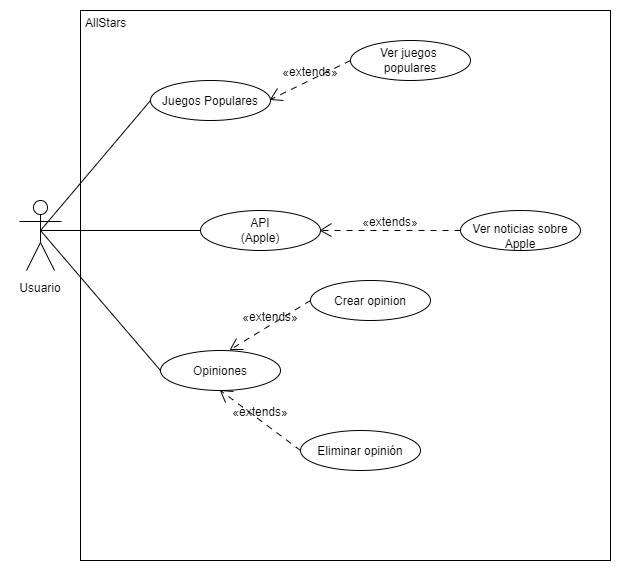 AllStars
Ver juegos
populares
«extends»
Juegos Populares
API
(Apple)
«extends»
Ver noticias sobre
Apple
Usuario
Crear opinion
«extends»
Opiniones
«extends»
Eliminar opinión